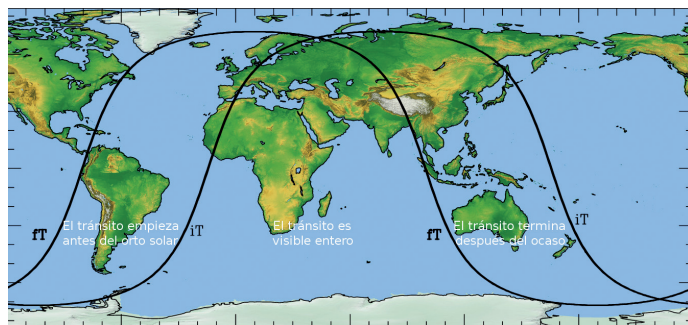 El tránsito empieza
antes del orto solar
El tránsito es
visible entero
El tránsito termina
después del ocaso
fT
iT
fT
iT